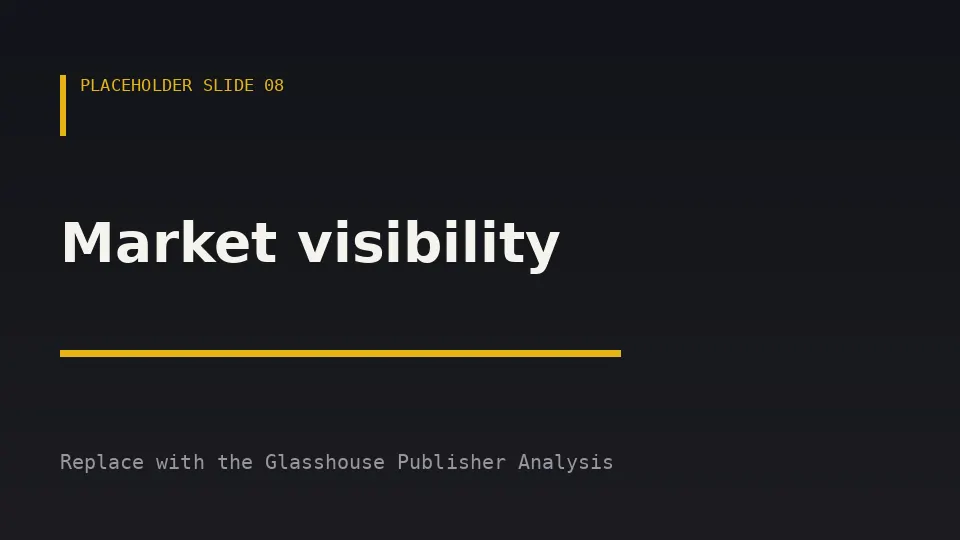 PLACEHOLDER SLIDE 08
Market visibility
Replace with the Glasshouse Publisher Analysis